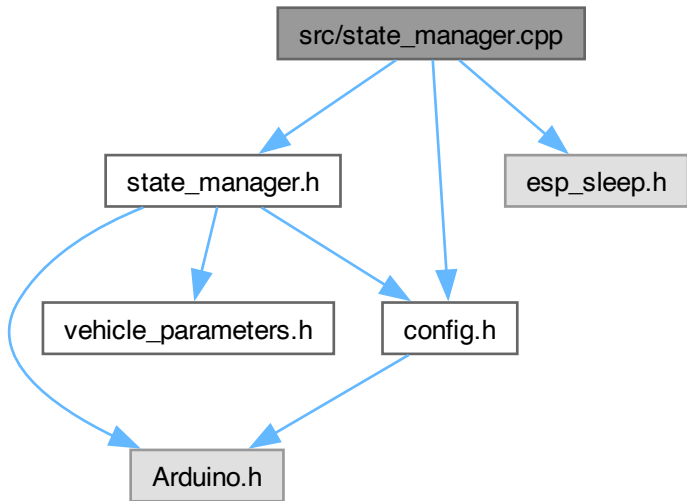 src/state_manager.cpp
state_manager.h
esp_sleep.h
vehicle_parameters.h
config.h
Arduino.h